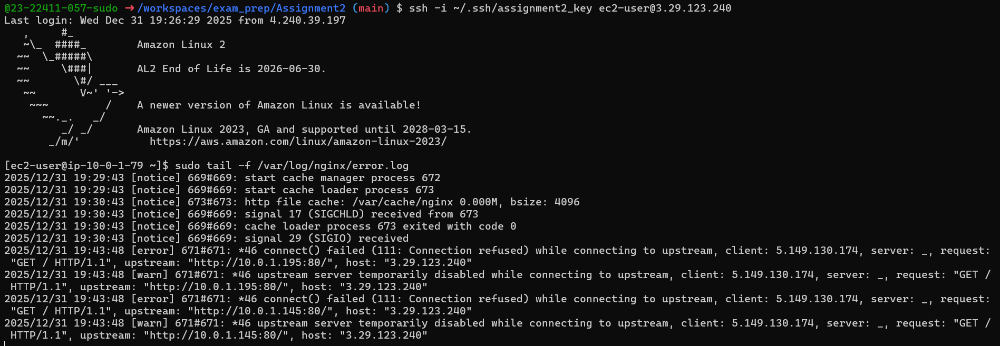 @23-22411-057-sudo ➜ /workspaces/exam_prep/Assignment2 (main) $ ssh -i ~/.ssh/assignment2_key ec2-user@3.29.123.240
Last login: Wed Dec 31 19:26:29 2025 from 4.240.39.197
   ,     #_
   ~\_  ####_        Amazon Linux 2
  ~~  \_#####\
  ~~     \###|       AL2 End of Life is 2026-06-30.
  ~~       \#/ ___
   ~~       V~' '->
    ~~~         /    A newer version of Amazon Linux is available!
      ~~._.   _/
         _/ _/       Amazon Linux 2023, GA and supported until 2028-03-15.
       _/m/'           https://aws.amazon.com/linux/amazon-linux-2023/

[ec2-user@ip-10-0-1-79 ~]$ sudo tail -f /var/log/nginx/error.log
2025/12/31 19:29:43 [notice] 669#669: start cache manager process 672
2025/12/31 19:29:43 [notice] 669#669: start cache loader process 673
2025/12/31 19:30:43 [notice] 673#673: http file cache: /var/cache/nginx 0.000M, bsize: 4096
2025/12/31 19:30:43 [notice] 669#669: signal 17 (SIGCHLD) received from 673
2025/12/31 19:30:43 [notice] 669#669: cache loader process 673 exited with code 0
2025/12/31 19:30:43 [notice] 669#669: signal 29 (SIGIO) received
2025/12/31 19:43:48 [error] 671#671: *46 connect() failed (111: Connection refused) while connecting to upstream, client: 5.149.130.174, server: _, request:
 "GET / HTTP/1.1", upstream: "http://10.0.1.195:80/", host: "3.29.123.240"
2025/12/31 19:43:48 [warn] 671#671: *46 upstream server temporarily disabled while connecting to upstream, client: 5.149.130.174, server: _, request: "GET /
 HTTP/1.1", upstream: "http://10.0.1.195:80/", host: "3.29.123.240"
2025/12/31 19:43:48 [error] 671#671: *46 connect() failed (111: Connection refused) while connecting to upstream, client: 5.149.130.174, server: _, request:
 "GET / HTTP/1.1", upstream: "http://10.0.1.145:80/", host: "3.29.123.240"
2025/12/31 19:43:48 [warn] 671#671: *46 upstream server temporarily disabled while connecting to upstream, client: 5.149.130.174, server: _, request: "GET /
 HTTP/1.1", upstream: "http://10.0.1.145:80/", host: "3.29.123.240"